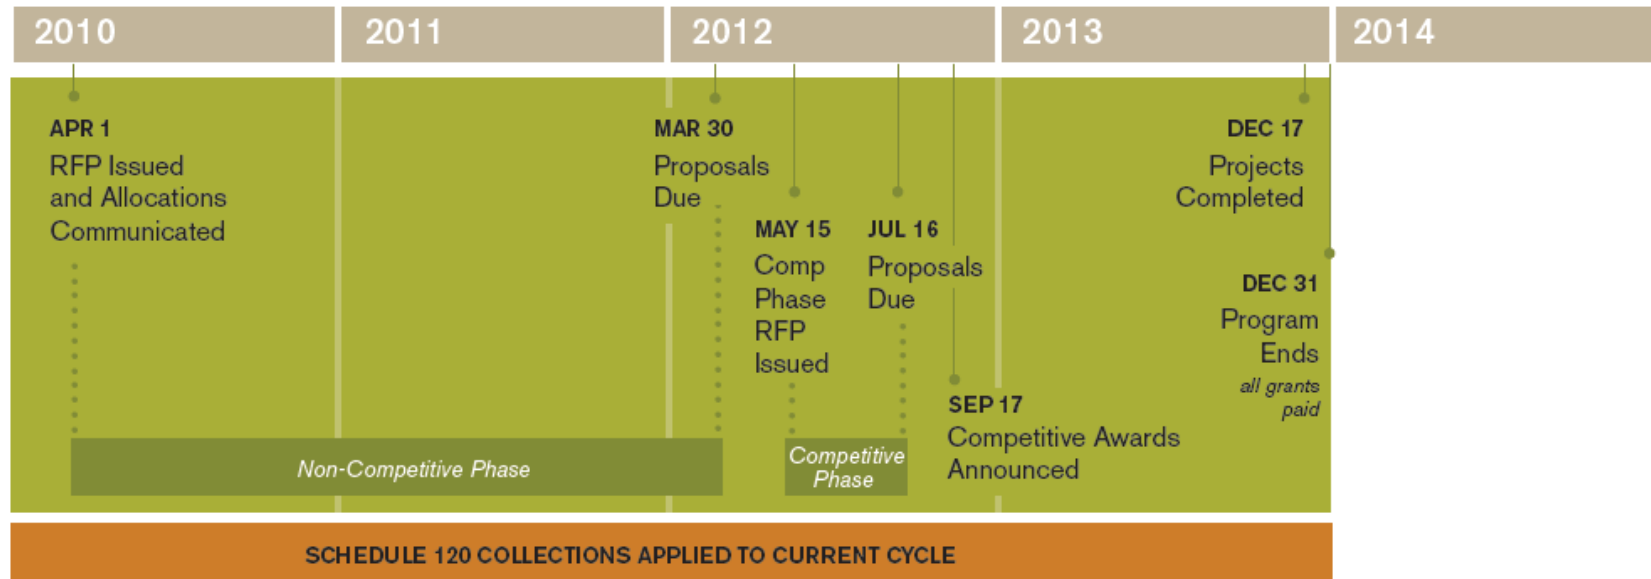 2010
2011
2012
2013
2014
APR 1
RFP Issued
and Allocations
Communicated
MAR 30
Proposals
Due
MAY 15
Comp
Phase
RFP
Issued
JUL 16
Proposals
Due
SEP 17
Competitive Awards
Announced
DEC 17
Projects
Completed
DEC 31
Program
Ends
all grants
paid
Non-Competitive Phase
Competitive
Phase
SCHEDULE 120 COLLECTIONS APPLIED TO CURRENT CYCLE